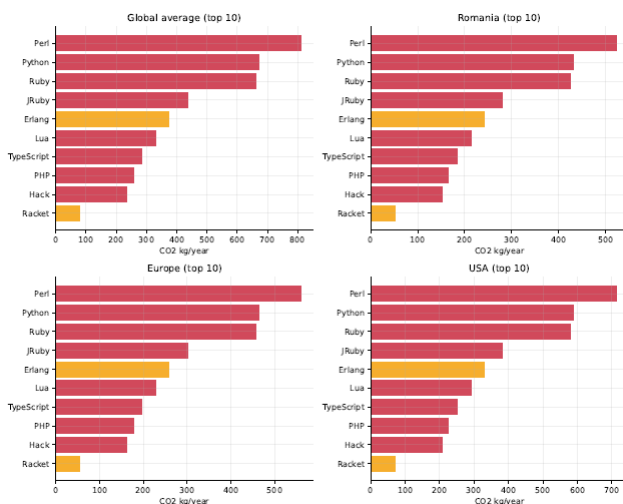 Global average (top 10)
Perl
Python
Ruby
JRuby
Erlang
Lua
TypeScript
PHP
Hack
Racket
0 100 200 300 400 500 600 700 800
CO2 kg/year
Romania (top 10)
Perl
Python
Ruby
JRuby
Erlang
Lua
TypeScript
PHP
Hack
Racket
0 100 200 300 400 500
CO2 kg/year
Europe (top 10)
Perl
Python
Ruby
JRuby
Erlang
Lua
TypeScript
PHP
Hack
Racket
0 100 200 300 400 500
CO2 kg/year
USA (top 10)
Perl
Python
Ruby
JRuby
Erlang
Lua
TypeScript
PHP
Hack
Racket
0 100 200 300 400 500 600 700
CO2 kg/year